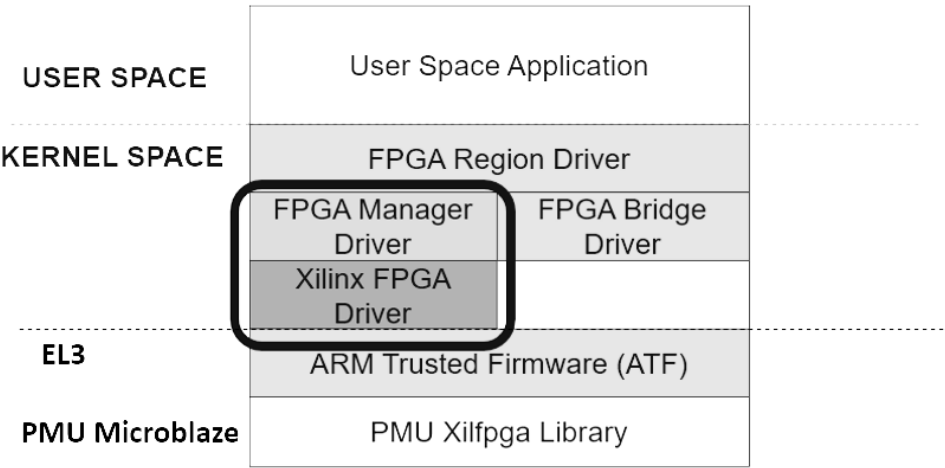 USER SPACE
User Space Application
KERNEL SPACE
FPGA Region Driver
FPGA Manager
Driver
FPGA Bridge
Driver
Xilinx FPGA
Driver
EL3
ARM Trusted Firmware (ATF)
PMU Microblaze
PMU Xilfpga Library